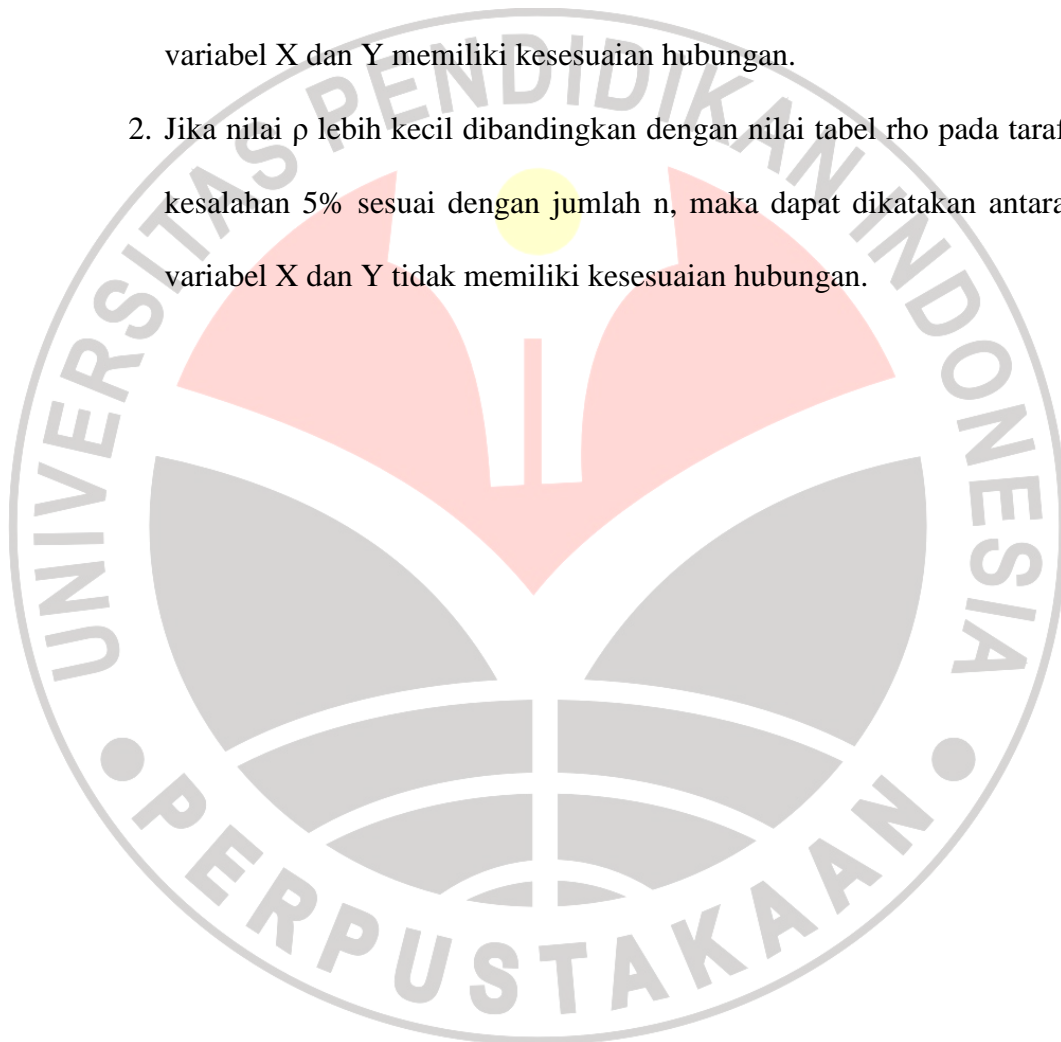 variabel X dan Y memiliki kesesuaian hubungan.
2. Jika nilai ρ lebih kecil dibandingkan dengan nilai tabel rho pada taraf
kesalahan 5% sesuai dengan jumlah n, maka dapat dikatakan antara
variabel X dan Y tidak memiliki kesesuaian hubungan.
UNIVERSITAS PENDIDIKAN INDONESIA
PERPUSTAKAAN